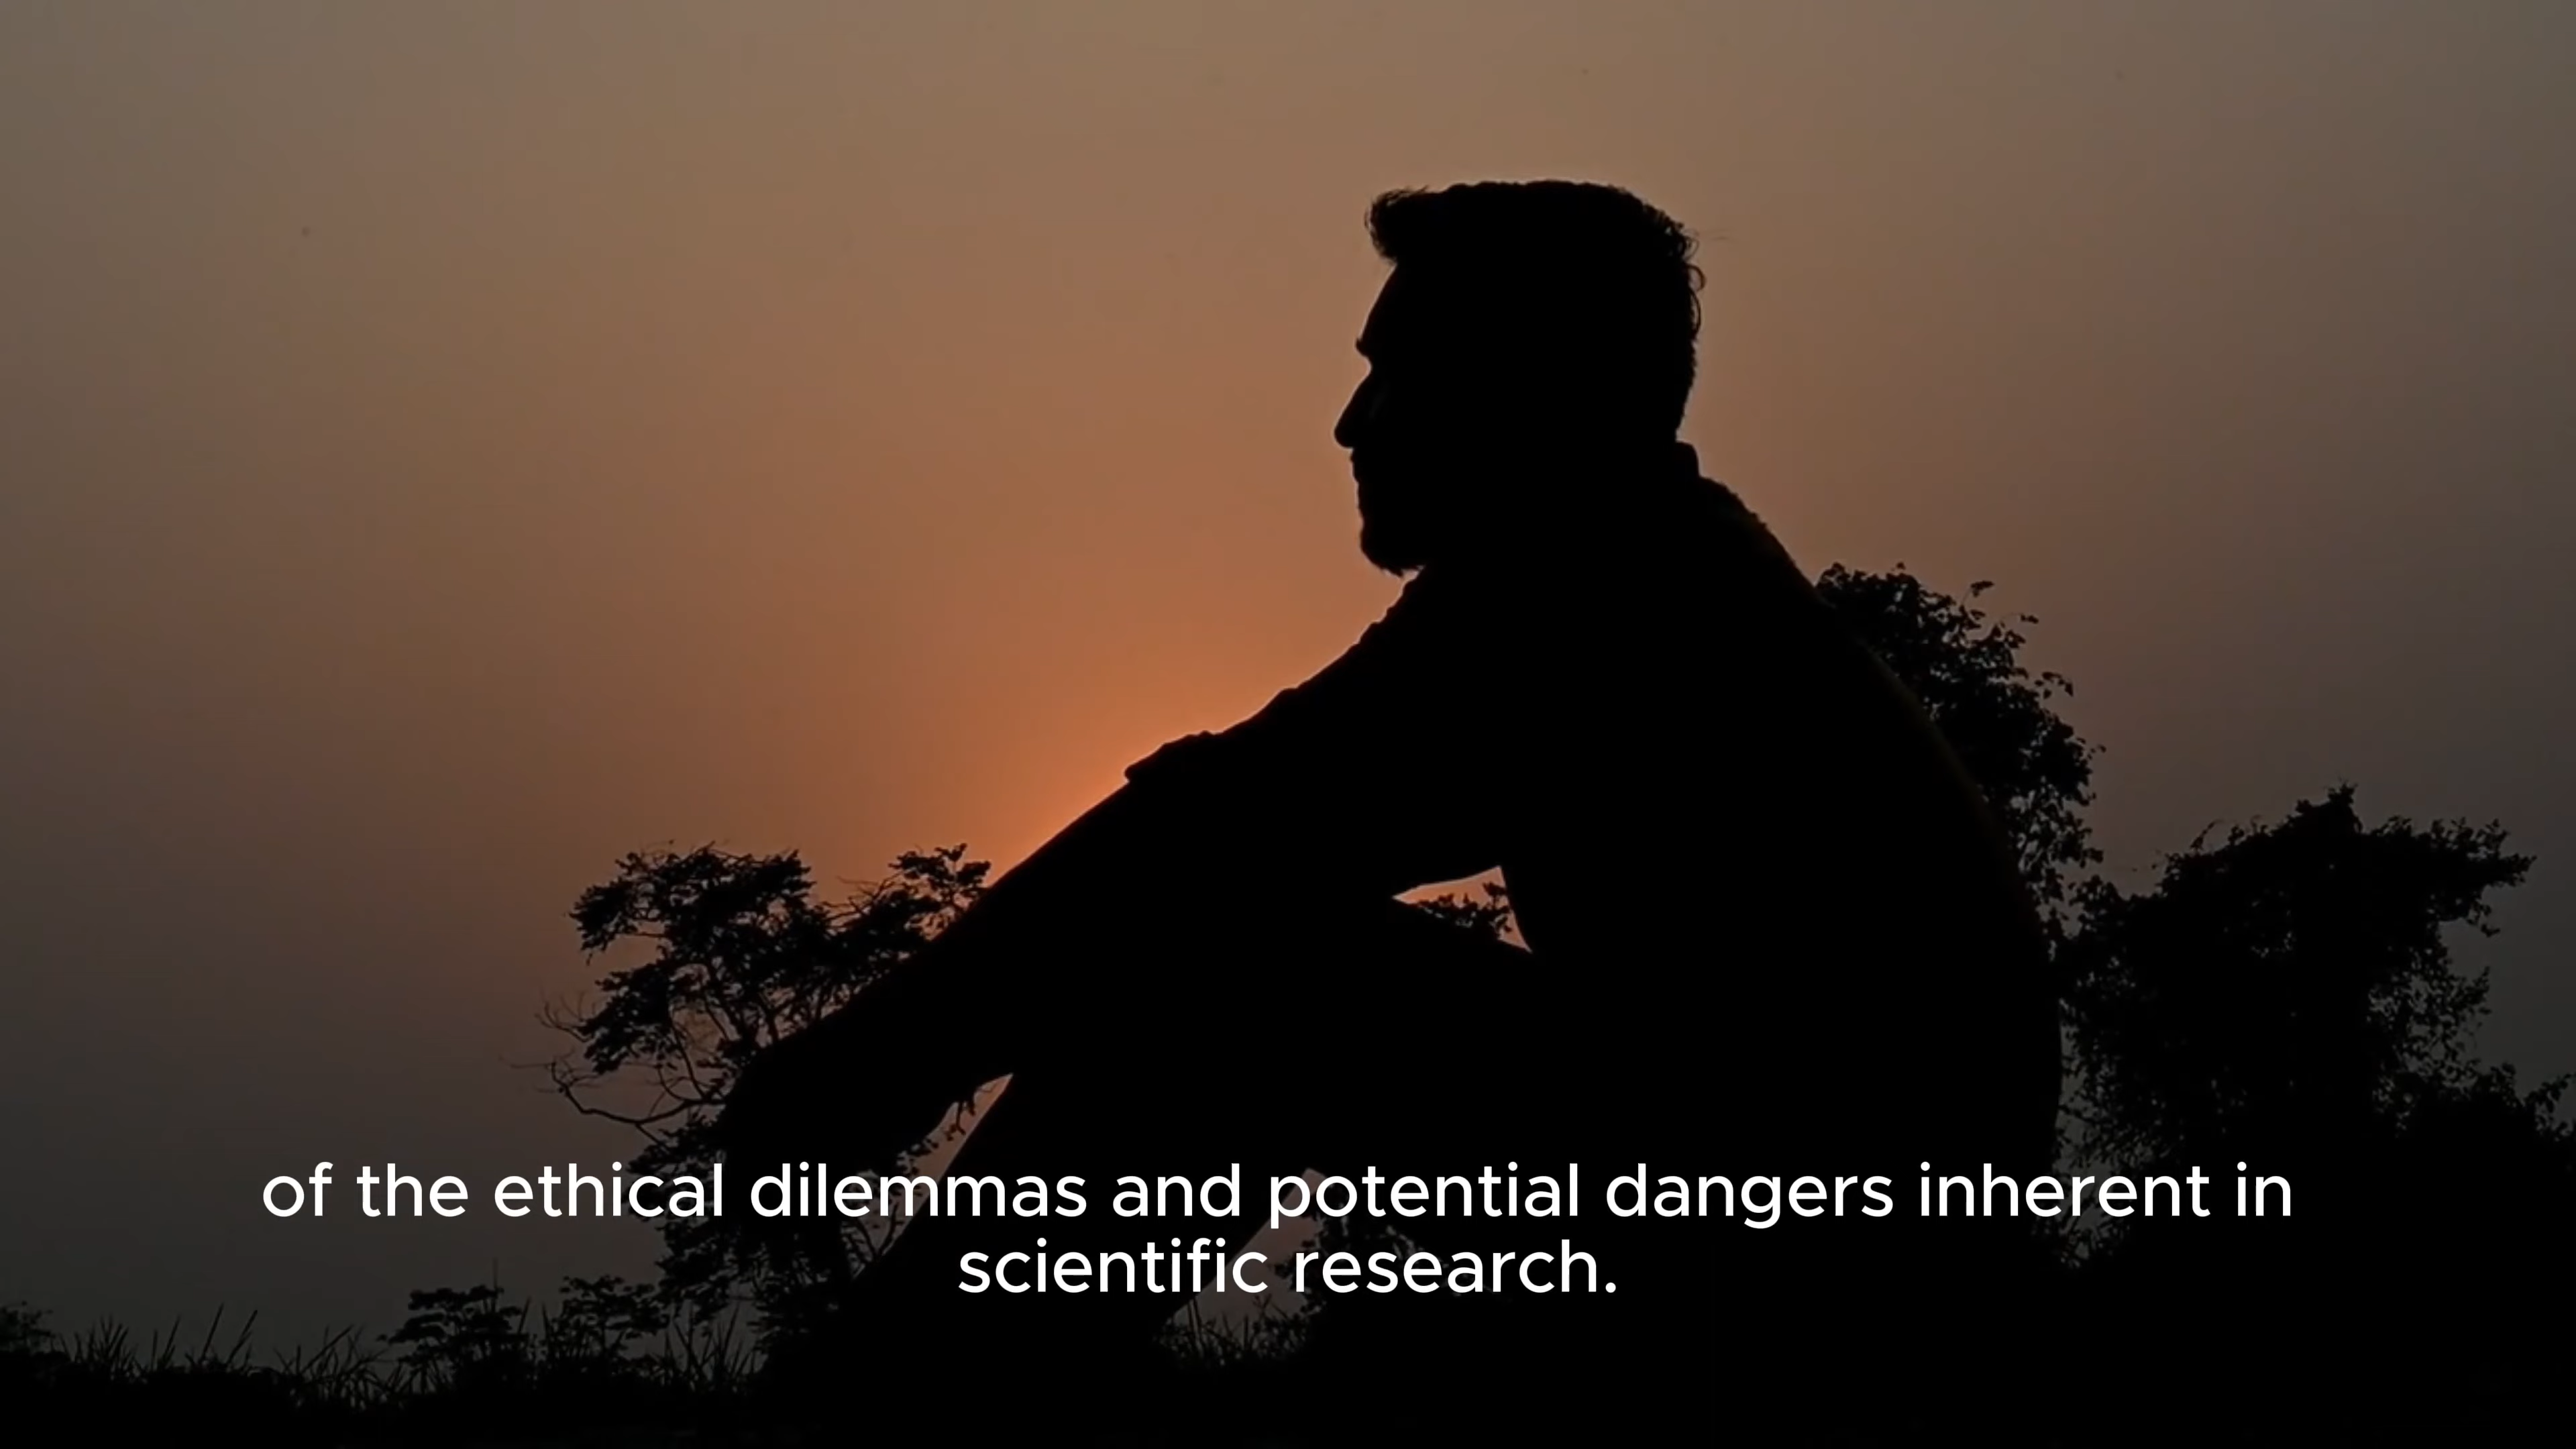 of the ethical dilemmas and potential dangers inherent in
scientific research.